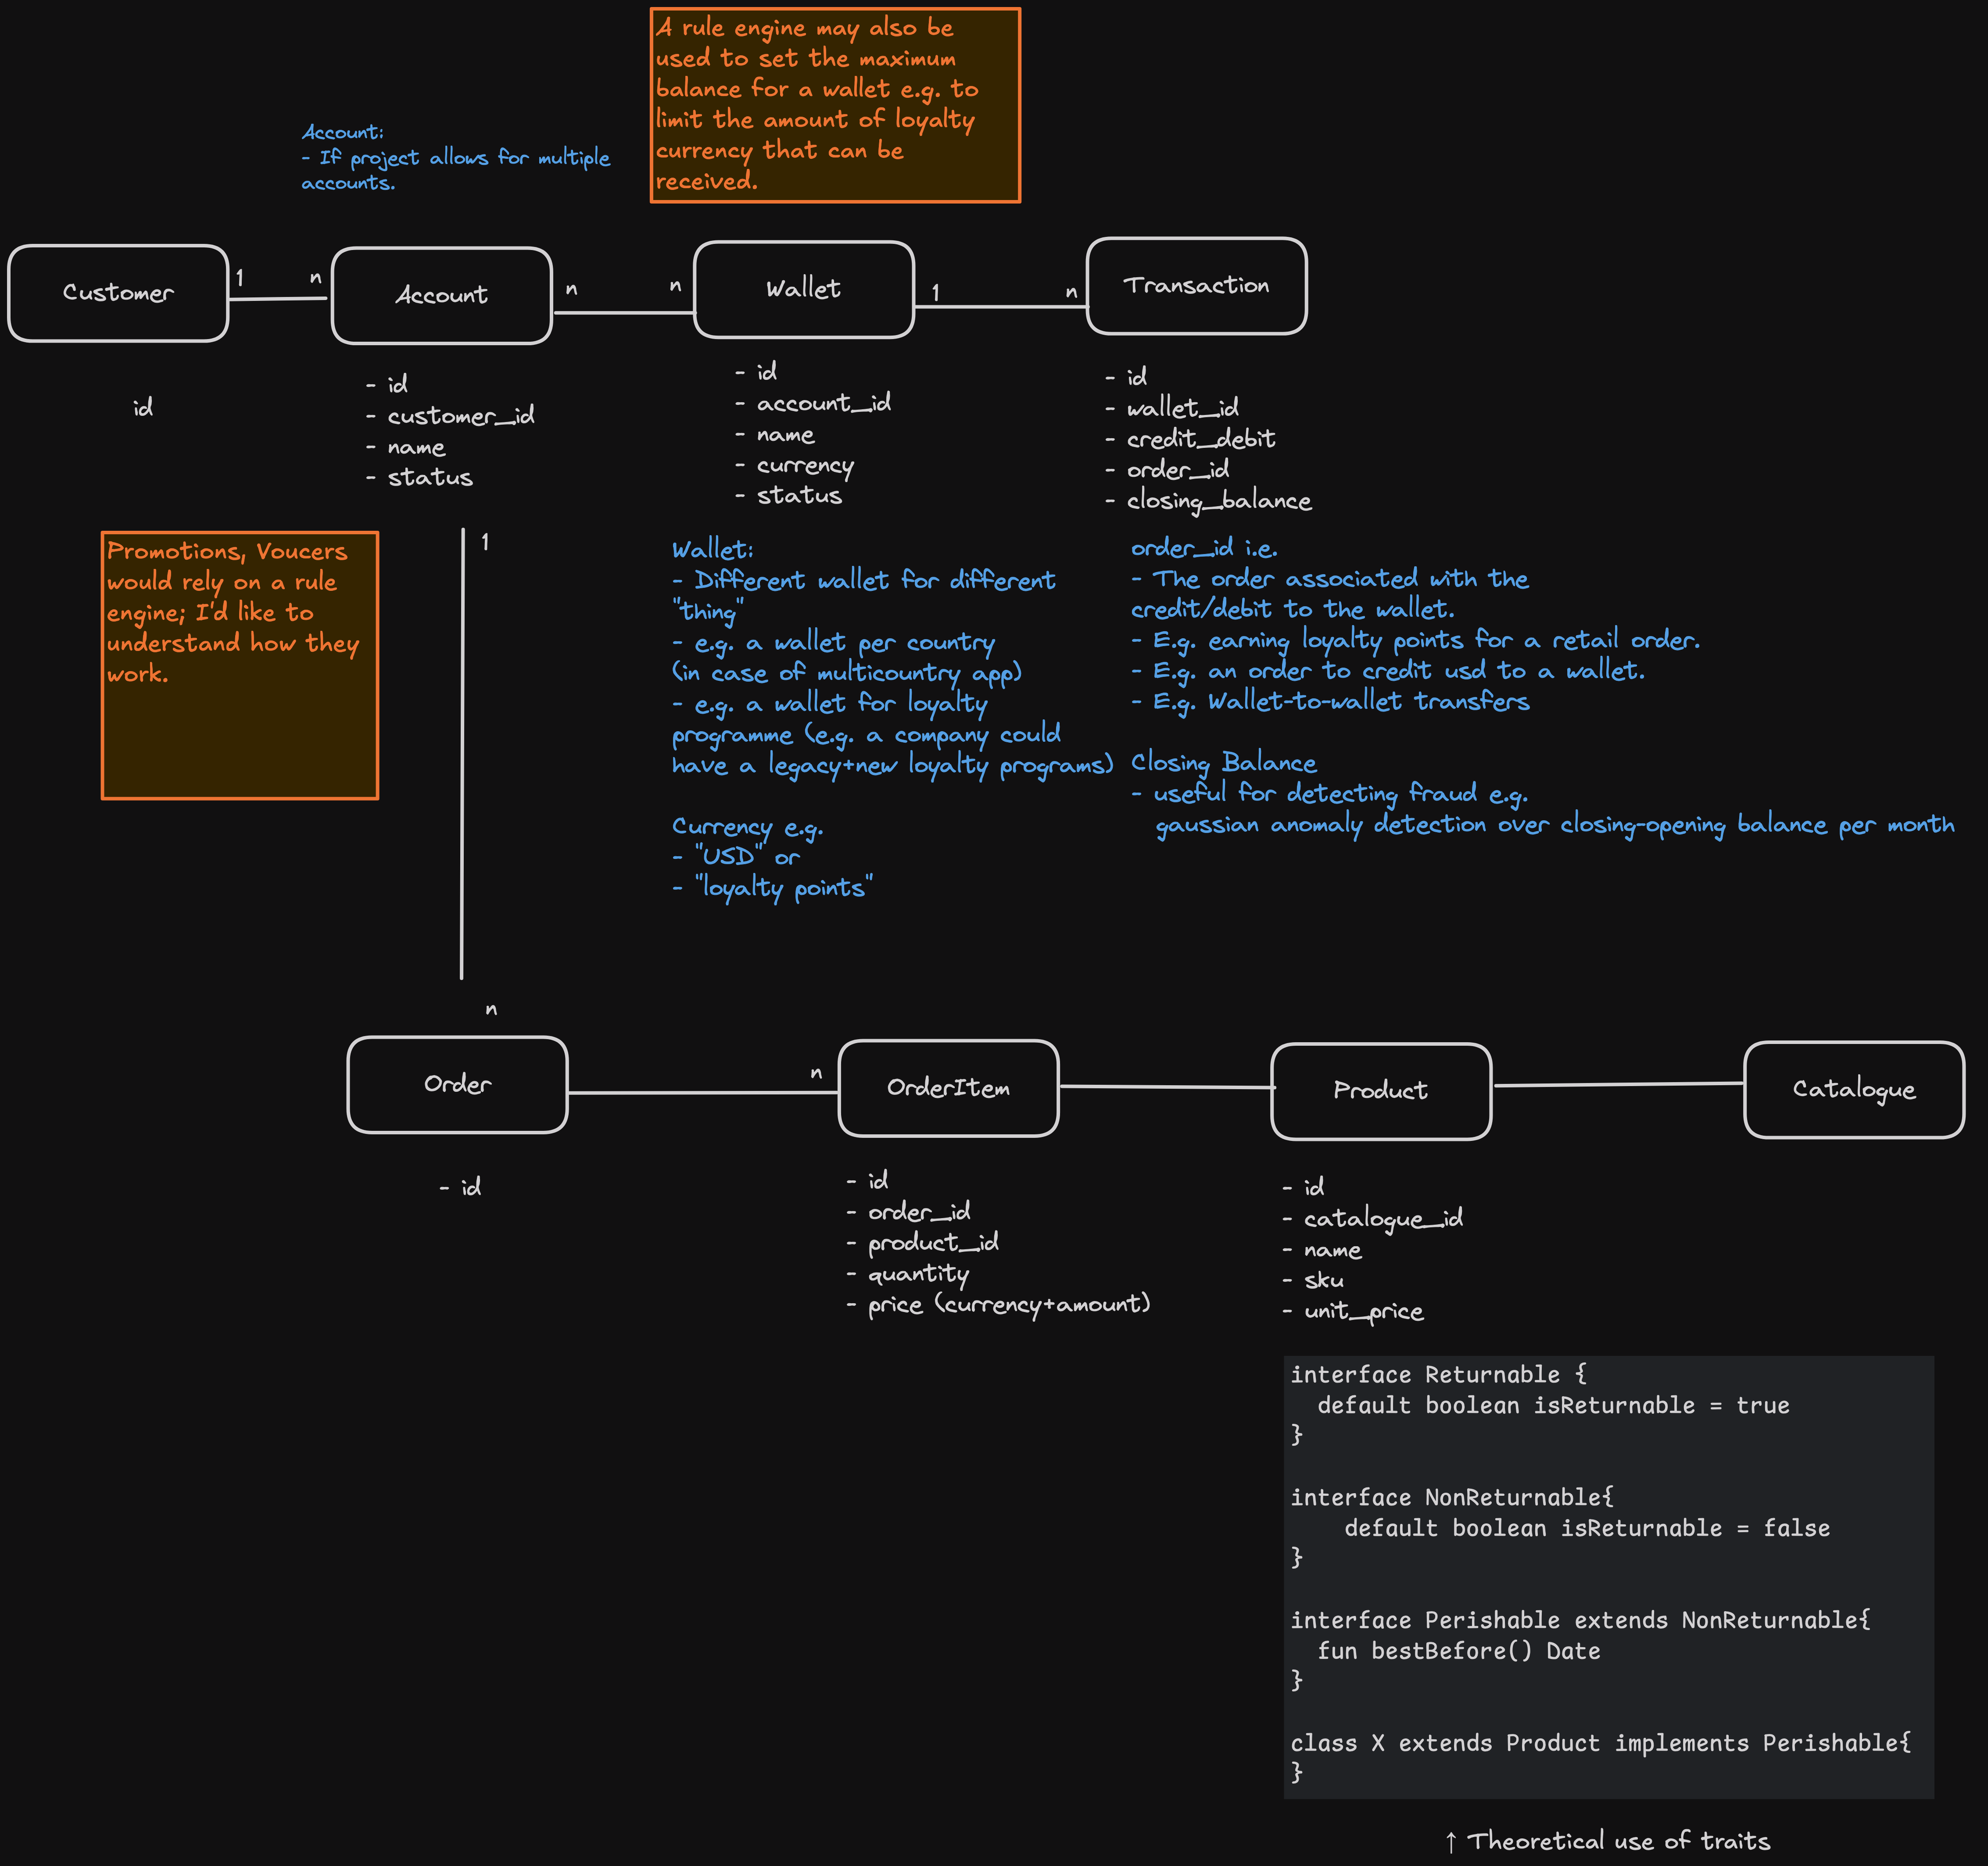 A rule engine may also be
used to set the maximum
balance for a wallet e.g. to
limit the amount of loyalty
currency that can be
received.
Account:
- If project allows for multiple
accounts.
Customer
1
n
Account
n
n
Wallet
1
n
Transaction
id
- id
- customer_id
- name
- status
- id
- account_id
- name
- currency
- status
- id
- wallet_id
- credit_debit
- order_id
- closing_balance
Promotions, Voucers
would rely on a rule
engine; I'd like to
understand how they
work.
1
Wallet:
- Different wallet for different
"thing"
- e.g. a wallet per country
(in case of multicountry app)
- e.g. a wallet for loyalty
programme (e.g. a company could
have a legacy+new loyalty programs)
Currency e.g.
- "USD" or
- "loyalty points"
order_id i.e.
- The order associated with the
credit/debit to the wallet.
- E.g. earning loyalty points for a retail order.
- E.g. an order to credit usd to a wallet.
- E.g. Wallet-to-wallet transfers
Closing Balance
- useful for detecting fraud e.g.
gaussian anomaly detection over closing-opening balance per month
n
Order
n
OrderItem
Product
Catalogue
- id
- id
- order_id
- product_id
- quantity
- price (currency+amount)
- id
- catalogue_id
- name
- sku
- unit_price
interface Returnable {
default boolean isReturnable = true
}
interface NonReturnable{
default boolean isReturnable = false
}
interface Perishable extends NonReturnable{
fun bestBefore() Date
}
class X extends Product implements Perishable{
}
↑ Theoretical use of traits